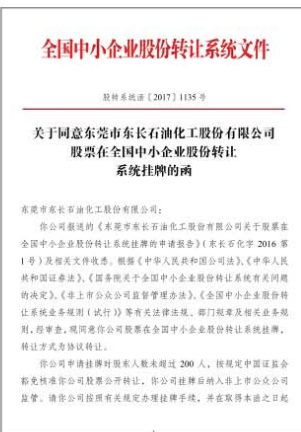 全国中小企业股份转让系统文件
股转系统函〔2017〕1135 号
关于同意东莞市东长石油化工股份有限公司
股票在全国中小企业股份转让
系统挂牌的函
东莞市东长石油化工股份有限公司：
你公司报送的《东莞市东长石油化工股份有限公司关于股票在
全国中小企业股份转让系统挂牌的申请报告》（东长石化字 2016 第
1 号）及相关文件收悉。根据《中华人民共和国公司法》、《中华人民
共和国证券法》、《国务院关于全国中小企业股份转让系统有关问题
的决定》、《非上市公众公司监督管理办法》、《全国中小企业股份转
让系统业务规则（试行）》等有关法律法规、部门规章及相关业务规
则，经审查，现同意你公司股票在全国中小企业股份转让系统挂牌，
转让方式为协议转让。
你公司申请挂牌时股东人数未超过 200 人，按规定中国证监会
豁免核准你公司股票公开转让，你公司挂牌后纳入非上市公众公司
监管。请你公司按照有关规定办理挂牌手续，并在取得本函之日起